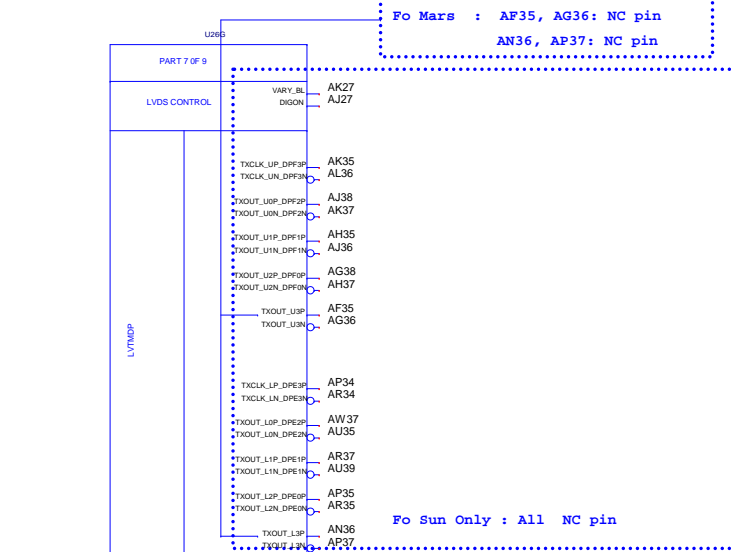 Fo Mars : AF35, AG36: NC pin
AN36, AP37: NC pin
U26G
PART 7 0F 9
LVDS CONTROL
VARY_BL AK27
DIGON AJ27
TXCLK_UP_DPF3P AK35
TXCLK_UN_DPF3N AL36
TXOUT_U0P_DPF2P AJ38
TXOUT_U0N_DPF2N AK37
TXOUT_U1P_DPF1P AH35
TXOUT_U1N_DPF1N AJ36
TXOUT_U2P_DPF0P AG38
TXOUT_U2N_DPF0N AH37
TXOUT_U3P AF35
TXOUT_U3N AG36
LVTMDP
TXCLK_LP_DPE3P AP34
TXCLK_LN_DPE3N AR34
TXOUT_L0P_DPE2P AW37
TXOUT_L0N_DPE2N AU35
TXOUT_L1P_DPE1P AR37
TXOUT_L1N_DPE1N AU39
TXOUT_L2P_DPE0P AP35
TXOUT_L2N_DPE0N AR35
Fo Sun Only : All NC pin
TXOUT_L3P AN36
TXOUT_L3N AP37